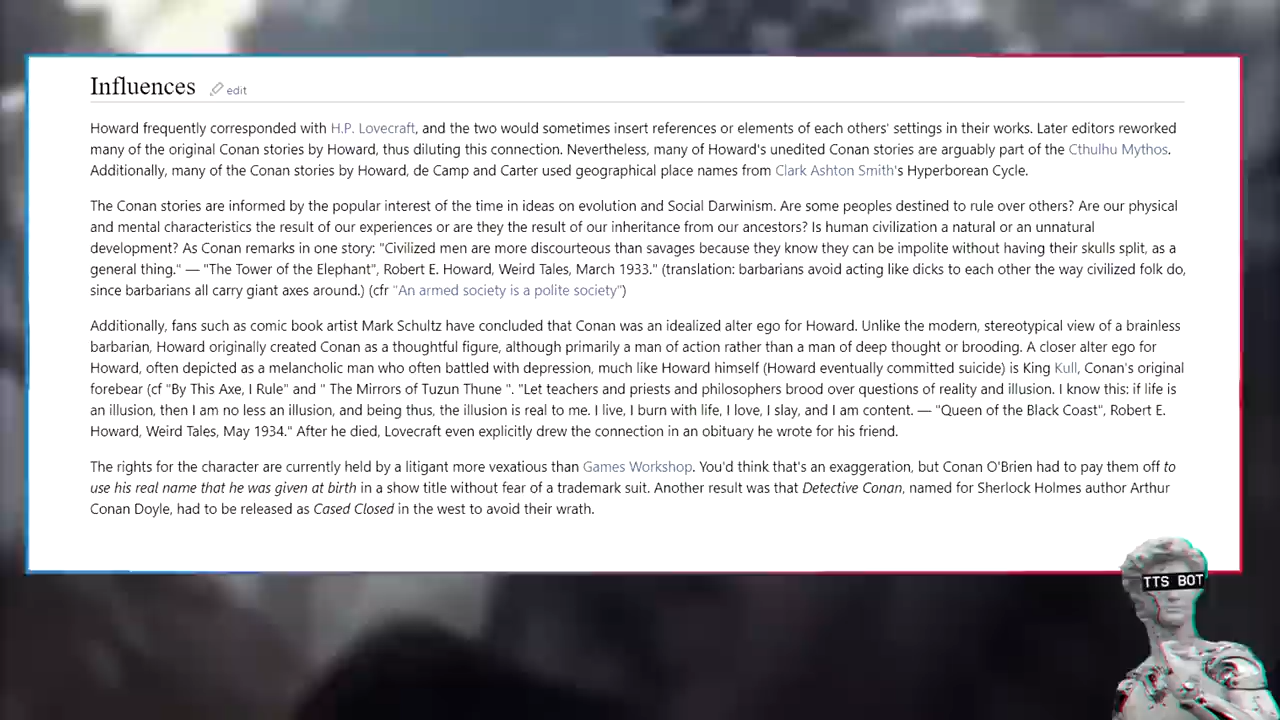 Influences edit
Howard frequently corresponded with H.P. Lovecraft, and the two would sometimes insert references or elements of each others' settings in their works. Later editors reworked
many of the original Conan stories by Howard, thus diluting this connection. Nevertheless, many of Howard's unedited Conan stories are arguably part of the Cthulhu Mythos.
Additionally, many of the Conan stories by Howard, de Camp and Carter used geographical place names from Clark Ashton Smith's Hyperborean Cycle.
The Conan stories are informed by the popular interest of the time in ideas on evolution and Social Darwinism. Are some peoples destined to rule over others? Are our physical
and mental characteristics the result of our experiences or are they the result of our inheritance from our ancestors? Is human civilization a natural or an unnatural
development? As Conan remarks in one story: "Civilized men are more discourteous than savages because they know they can be impolite without having their skulls split, as a
general thing." — "The Tower of the Elephant", Robert E. Howard, Weird Tales, March 1933." (translation: barbarians avoid acting like dicks to each other the way civilized folk do,
since barbarians all carry giant axes around.) (cfr "An armed society is a polite society")
Additionally, fans such as comic book artist Mark Schultz have concluded that Conan was an idealized alter ego for Howard. Unlike the modern, stereotypical view of a brainless
barbarian, Howard originally created Conan as a thoughtful figure, although primarily a man of action rather than a man of deep thought or brooding. A closer alter ego for
Howard, often depicted as a melancholic man who often battled with depression, much like Howard himself (Howard eventually committed suicide) is King Kull, Conan's original
forebear (cf "By This Axe, I Rule" and " The Mirrors of Tuzun Thune ". "Let teachers and priests and philosophers brood over questions of reality and illusion. I know this: if life is
an illusion, then I am no less an illusion, and being thus, the illusion is real to me. I live, I burn with life, I love, I slay, and I am content. — "Queen of the Black Coast", Robert E.
Howard, Weird Tales, May 1934." After he died, Lovecraft even explicitly drew the connection in an obituary he wrote for his friend.
The rights for the character are currently held by a litigant more vexatious than Games Workshop. You'd think that's an exaggeration, but Conan O'Brien had to pay them off to
use his real name that he was given at birth in a show title without fear of a trademark suit. Another result was that Detective Conan, named for Sherlock Holmes author Arthur
Conan Doyle, had to be released as Cased Closed in the west to avoid their wrath.
TTS BOT